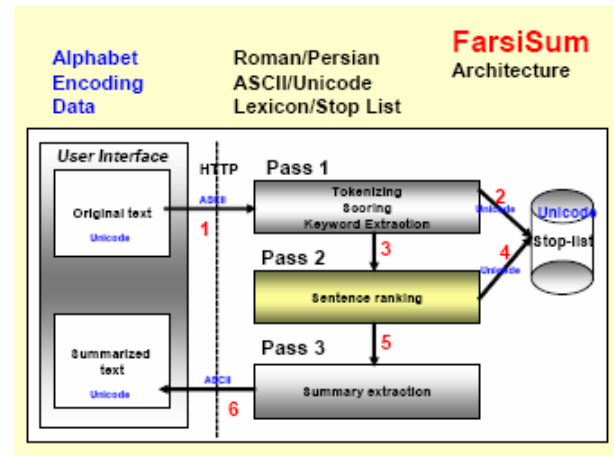 FarsiSum
Architecture
Alphabet Roman/Persian
Encoding ASCII/Unicode
Data Lexicon/Stop List
User Interface
HTTP
Pass 1
Original text
Unicode
ASCII
1
Tokenizing
Scoring
Keyword Extraction
2
Unicode
Unicode
Stop-list
3
4
Unicode
Pass 2
Sentence ranking
5
Pass 3
Summary extraction
ASCII
6
Summarized
text
Unicode